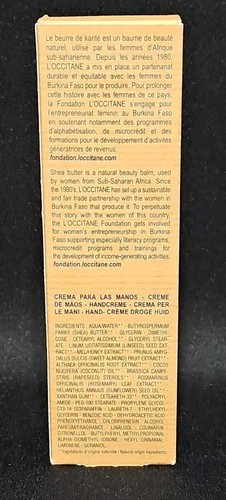 Le beurre de karité est un baume de beauté
naturel, utilisé par les femmes d'Afrique
sub-saharienne. Depuis les années 1980,
L'OCCITANE a mis en place un partenariat
durable et équitable avec les femmes du
Burkina Faso pour le produire. Pour prolonger
cette histoire avec les femmes de ce pays,
la Fondation L'OCCITANE s'engage pour
l'entrepreneuriat féminin au Burkina Faso
en soutenant notamment des programmes
d'alphabétisation, de microcrédit et des
formations pour le développement d'activités
génératrices de revenus.
fondation.loccitane.com
Shea butter is a natural beauty balm, used
by women from Sub-Saharan Africa. Since
the 1980's, L'OCCITANE has set up a sustainable
and fair trade partnership with the women in
Burkina Faso that produce it. To perpetuate
this story with the women of this country,
the L'OCCITANE Foundation gets involved
for women's entrepreneurship in Burkina
Faso supporting especially literacy programs,
microcredit programs and trainings for
the development of income-generating activities.
fondation.loccitane.com
CREMA PARA LAS MANOS - CREME
DE MÃOS - HANDCREME - CREMA PER
LE MANI - HAND- CRÈME DROGE HUID
INGREDIENTS: AQUA/WATER - BUTYROSPERMUM
PARKII (SHEA) BUTTER - GLYCERIN - DIMETHI-
CONE - CETEARYL ALCOHOL - GLYCERYL STEAR-
ATE - LINUM USITATISSIMUM (LINSEED) SEED EX-
TRACT - MEL/HONEY EXTRACT - PRUNUS AMYG-
DALUS DULCIS (SWEET ALMOND) FRUIT EXTRACT -
ALTHAEA OFFICINALIS ROOT EXTRACT - COCOS
NUCIFERA (COCONUT) OIL - BRASSICA CAMPE-
STRIS (RAPESEED) STEROLS - ROSMARINUS
OFFICINALIS (ROSEMARY) LEAF EXTRACT -
HELIANTHUS ANNUUS (SUNFLOWER) SEED OIL -
XANTHAN GUM - CETEARETH-33 - POLYACRYL-
AMIDE - PEG-100 STEARATE - PROPYLENE GLYCOL -
C13-14 ISOPARAFFIN - LAURETH-7 - ETHYLHEXYL-
GLYCERIN - BENZOIC ACID - DEHYDROACETIC ACID -
PHENOXYETHANOL - CHLORPHENESIN - ALCOHOL -
PARFUM/FRAGRANCE - LINALOOL - COUMARIN -
CITRONELLOL - BUTYLPHENYL METHYLPROPIONAL -
ALPHA-ISOMETHYL IONONE - HEXYL CINNAMAL -
LIMONENE - GERANIOL.
Ingrédients d'origine naturelle / Natural origin ingredients.